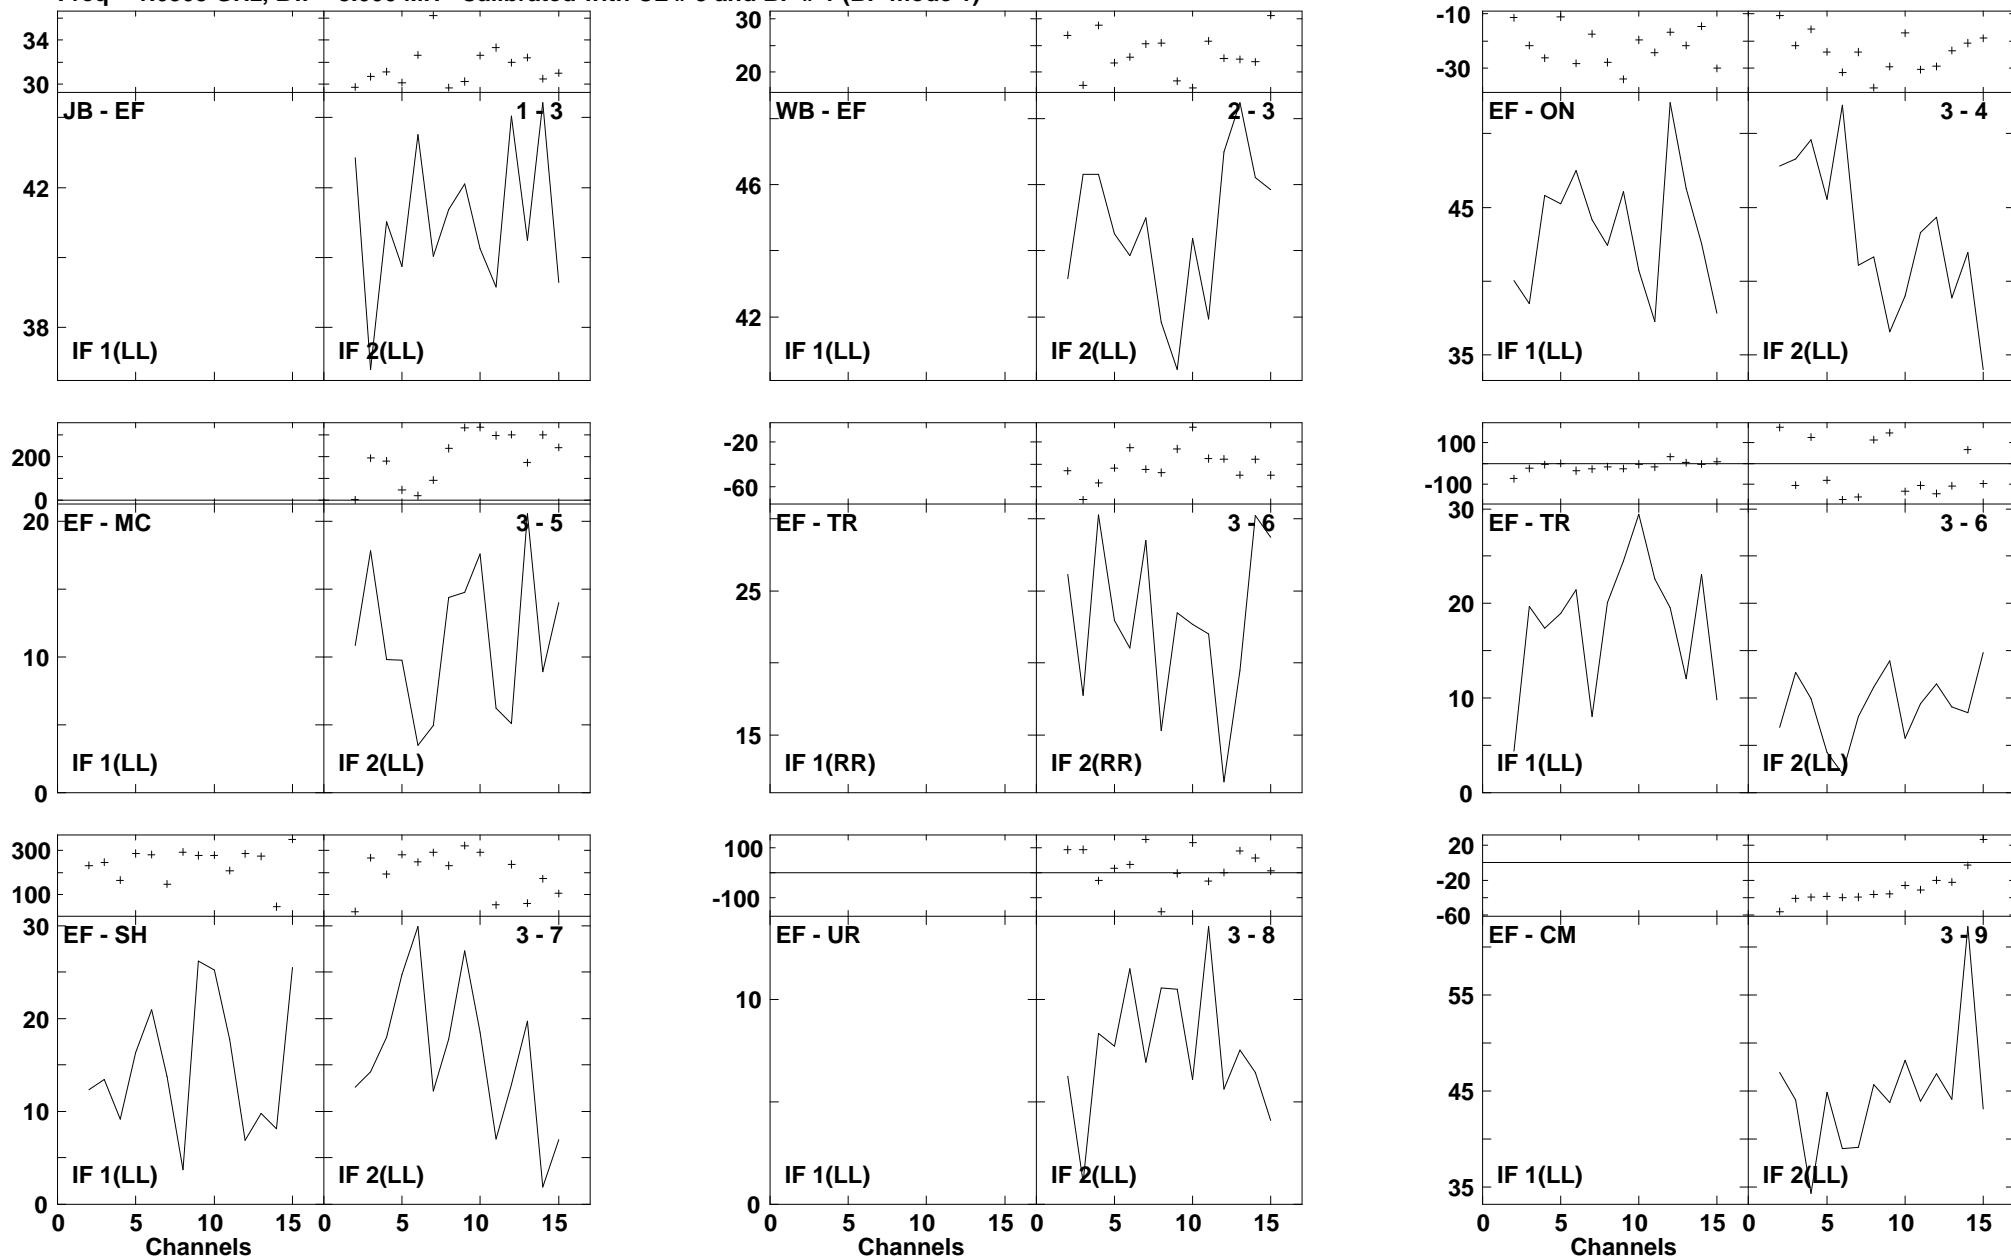 34
30
JB - EF
1 - 3
42
38
IF 1(LL)
IF 2(LL)
30
20
WB - EF
2 - 3
46
42
IF 1(LL)
IF 2(LL)
-10
-30
EF - ON
3 - 4
45
35
IF 1(LL)
IF 2(LL)
200
0
20
EF - MC
3 - 5
10
0
IF 1(LL)
IF 2(LL)
-20
-60
EF - TR
3 - 6
25
15
IF 1(RR)
IF 2(RR)
100
-100
30
EF - TR
3 - 6
20
10
0
IF 1(LL)
IF 2(LL)
300
100
30
EF - SH
3 - 7
20
10
0
IF 1(LL)
IF 2(LL)
0 5 10 15 0 5 10 15
Channels
100
-100
EF - UR
3 - 8
10
0
IF 1(LL)
IF 2(LL)
0 5 10 15 0 5 10 15
Channels
20
-20
-60
EF - CM
3 - 9
55
45
35
IF 1(LL)
IF 2(LL)
0 5 10 15 0 5 10 15
Channels